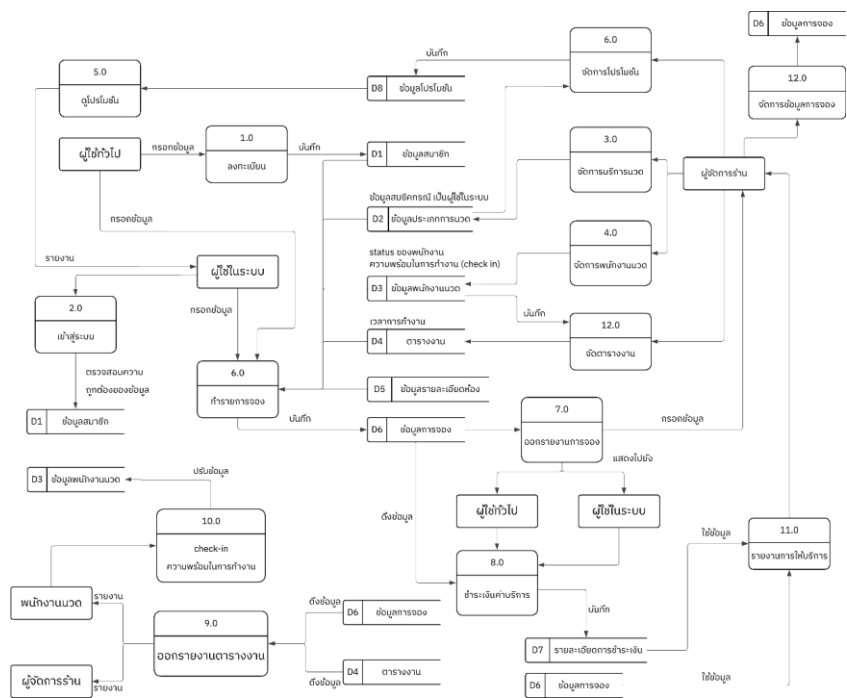 D6 ข้อมูลการจอง
6.0
จัดการโปรโมชัน
12.0
จัดการข้อมูลการจอง
บันทึก
5.0
ดูโปรโมชัน
D8 ข้อมูลโปรโมชัน
ผู้ใช้ทั่วไป
กรอกข้อมูล
1.0
ลงทะเบียน
บันทึก
D1 ข้อมูลสมาชิก
3.0
จัดการบริการนวด
ผู้จัดการร้าน
กรอกข้อมูล
ข้อมูลสมชิคกรณี เป็นผู้ใช้ในระบบ
D2 ข้อมูลประเภทการนวด
4.0
จัดการพนักงานนวด
รายงาน
ผู้ใช้ในระบบ
status ของพนักงาน
ความพร้อมในการทำงาน (check in)
D3 ข้อมูลพนักงานนวด
บันทึก
2.0
เข้าสู่ระบบ
กรอกข้อมูล
เวลาการทำงาน
D4 ตารางงาน
12.0
จัดตารางงาน
ตรวจสอบความ
ถูกต้องของข้อมูล
6.0
ทำรายการจอง
D5 ข้อมูลรายละเอียดห้อง
D1 ข้อมูลสมาชิก
บันทึก
D6 ข้อมูลการจอง
7.0
ออกรายงานการจอง
กรอกข้อมูล
แสดงไปยัง
D3 ข้อมูลพนักงานนวด
ปรับข้อมูล
ดึงข้อมูล
ผู้ใช้ทั่วไป
ผู้ใช้ในระบบ
10.0
check-in
ความพร้อมในการทำงาน
8.0
ชำระเงินค่าบริการ
ใช้ข้อมูล
11.0
รายงานการให้บริการ
พนักงานนวด
รายงาน
9.0
ออกรายงานตารางงาน
ดึงข้อมูล
D6 ข้อมูลการจอง
บันทึก
D7 รายละเอียดการชำระเงิน
ผู้จัดการร้าน
รายงาน
ดึงข้อมูล
D4 ตารางงาน
D6 ข้อมูลการจอง
ใช้ข้อมูล